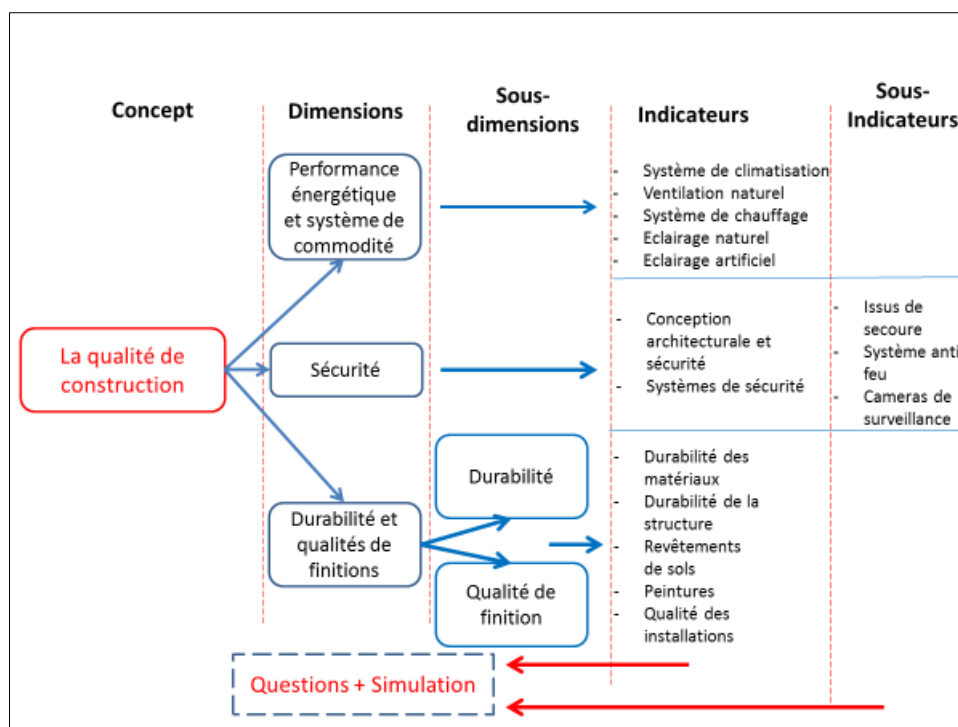 Concept
Dimensions
Sous-
dimensions
Indicateurs
Sous-
Indicateurs
Performance
énergétique
et système de
commodité
- Système de climatisation
- Ventilation naturel
- Système de chauffage
- Eclairage naturel
- Eclairage artificiel
La qualité de
construction
Sécurité
- Conception
architecturale et
sécurité
- Systèmes de sécurité
- Issus de
secoure
- Système anti
feu
- Cameras de
surveillance
Durabilité et
qualités de
finitions
Durabilité
Qualité de
finition
- Durabilité des
matériaux
- Durabilité de la
structure
- Revêtements
de sols
- Peintures
- Qualité des
installations
Questions + Simulation